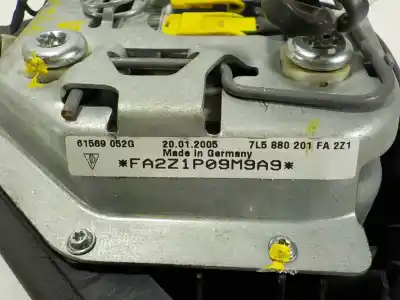 61569 052G 20.01.2005 7L5 880 201 FA 2Z1
Made in Germany
*FA2Z1P09M9A9*